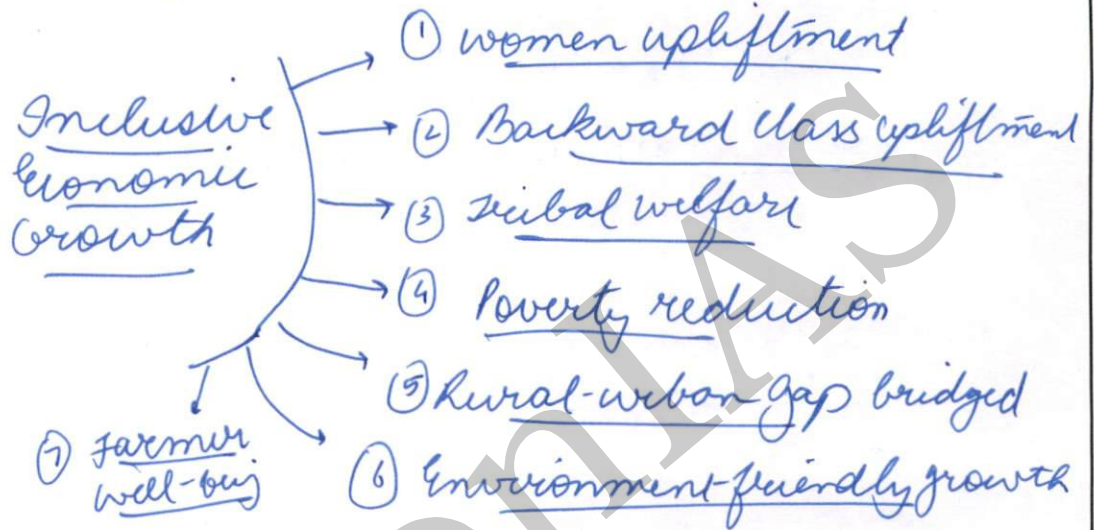 Inclusive
Economic
Growth
① women upliftment
② Backward class upliftment
③ Tribal welfare
④ Poverty reduction
⑤ Rural-urban gap bridged
⑥ Environment-friendly growth
⑦ Farmer
well-being
nIAS